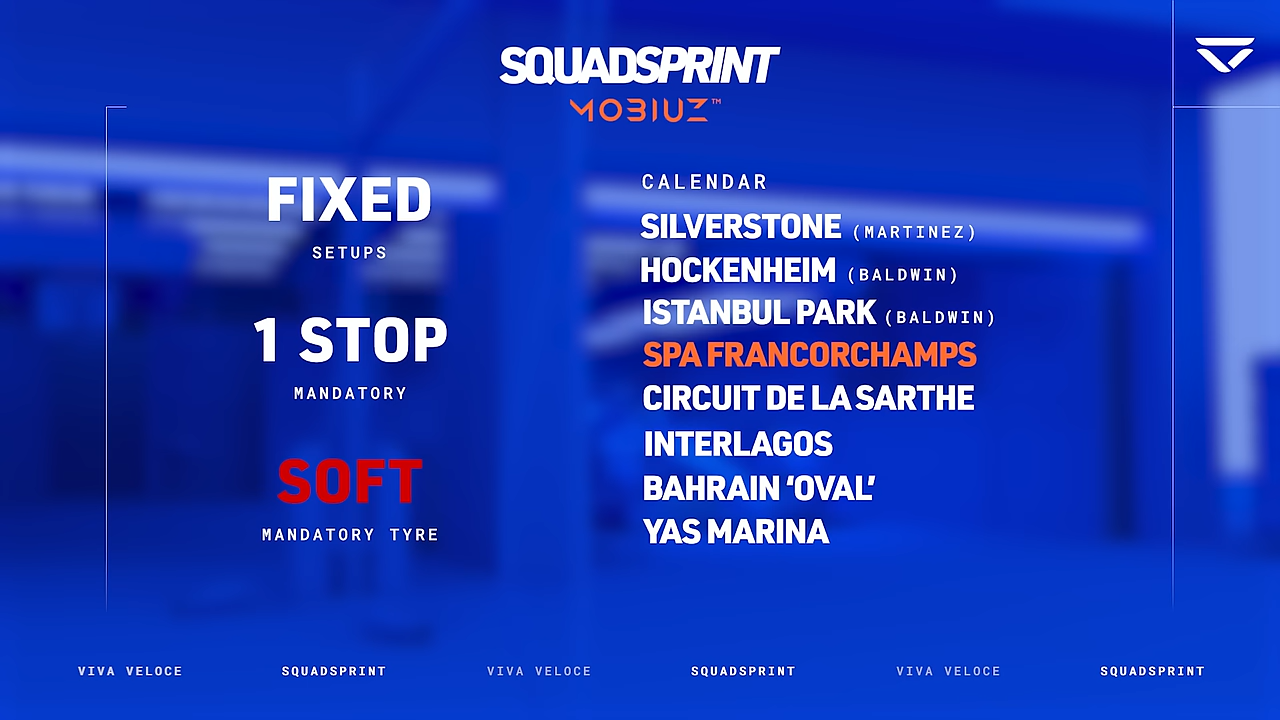 SQUADSPRINT
MOBIUZ™
FIXED
SETUPS
1 STOP
MANDATORY
SOFT
MANDATORY TYRE
CALENDAR
SILVERSTONE (MARTINEZ)
HOCKENHEIM (BALDWIN)
ISTANBUL PARK (BALDWIN)
SPA FRANCORCHAMPS
CIRCUIT DE LA SARTHE
INTERLAGOS
BAHRAIN ‘OVAL’
YAS MARINA
VIVA VELOCE SQUADSPRINT VIVA VELOCE SQUADSPRINT VIVA VELOCE SQUADSPRINT